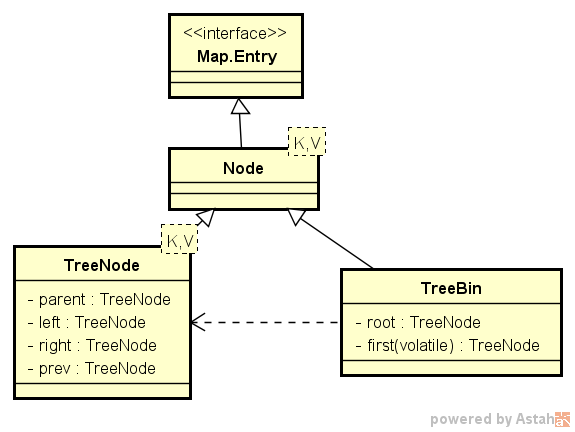 <<interface>>
Map.Entry
K,V
Node
K,V
TreeNode
- parent : TreeNode
- left : TreeNode
- right : TreeNode
- prev : TreeNode
TreeBin
- root : TreeNode
- first(volatile) : TreeNode
powered by Astah